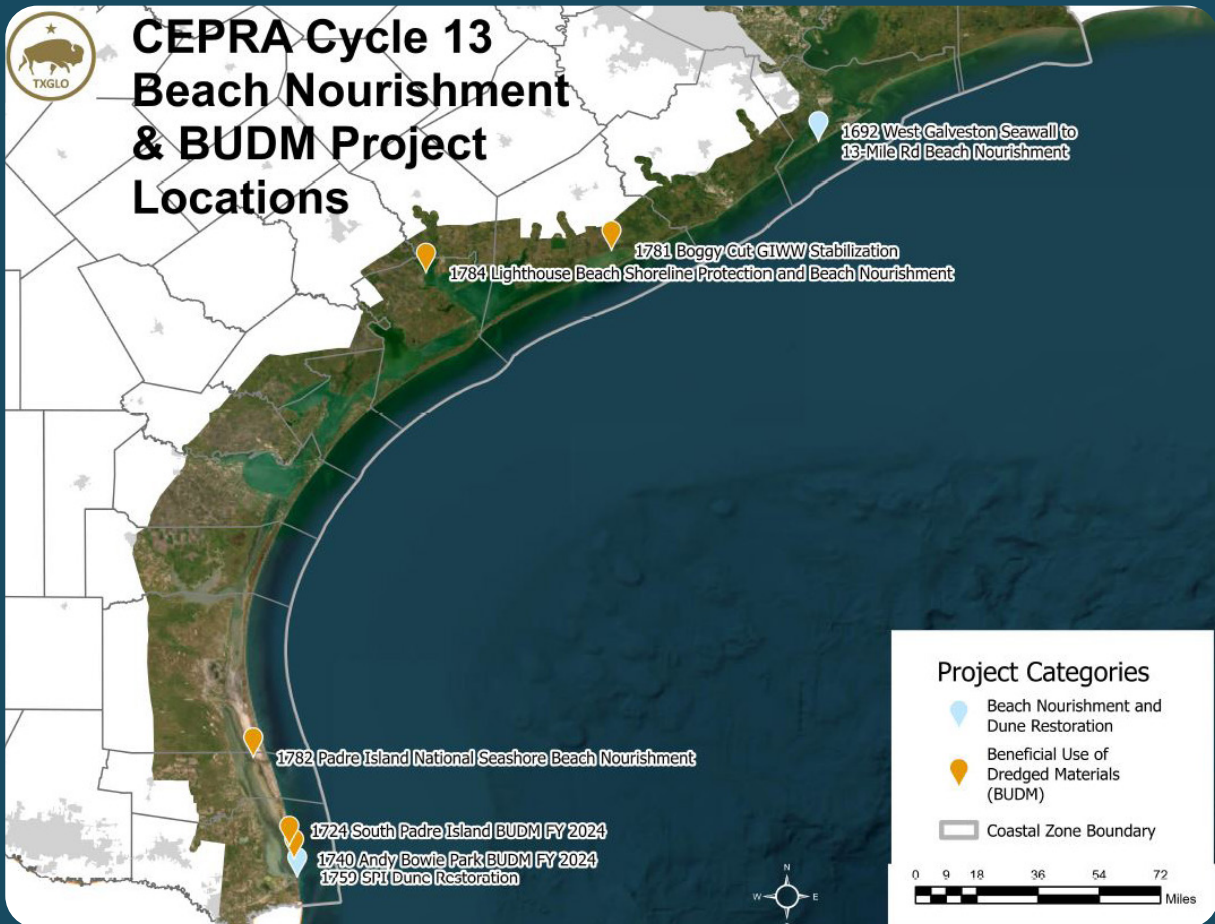 TXGLO
CEPRA Cycle 13
Beach Nourishment
& BUDM Project
Locations
1692 West Galveston Seawall to
13-Mile Rd Beach Nourishment
1781 Boggy Cut GIWW Stabilization
1784 Lighthouse Beach Shoreline Protection and Beach Nourishment
1782 Padre Island National Seashore Beach Nourishment
1724 South Padre Island BUDM FY 2024
1740 Andy Bowie Park BUDM FY 2024
1759 SPI Dune Restoration
Project Categories
Beach Nourishment and
Dune Restoration
Beneficial Use of
Dredged Materials
(BUDM)
Coastal Zone Boundary
N
W E
S
0 9 18 36 54 72
Miles